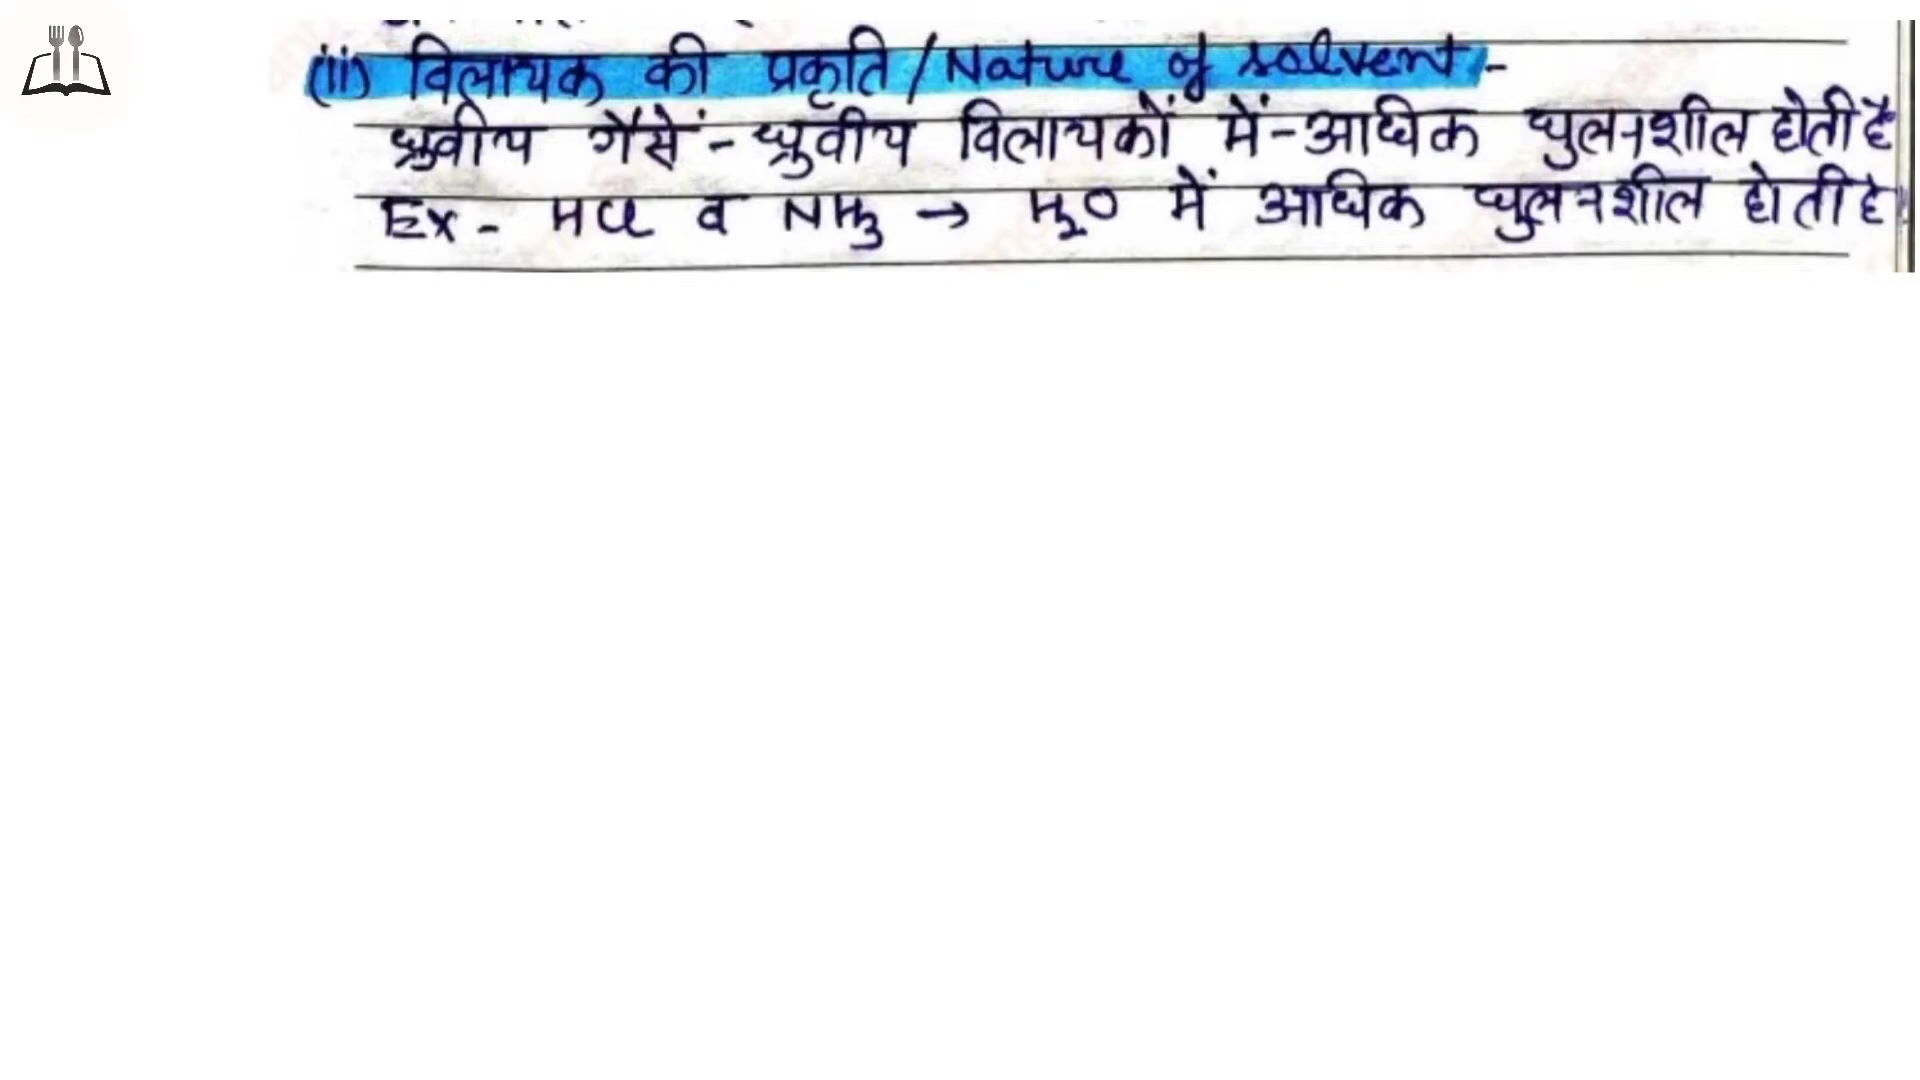 (ii) विलायक की प्रकृति / Nature of solvent -
ध्रुवीय गैसें - ध्रुवीय विलायकों में - अधिक घुलनशील होती है
Ex - HCl व NH₃ → H₂O में अधिक घुलनशील होती है